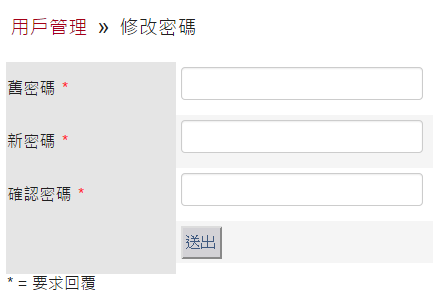 用戶管理 » 修改密碼
舊密碼 *
新密碼 *
確認密碼 *
送出
* = 要求回覆